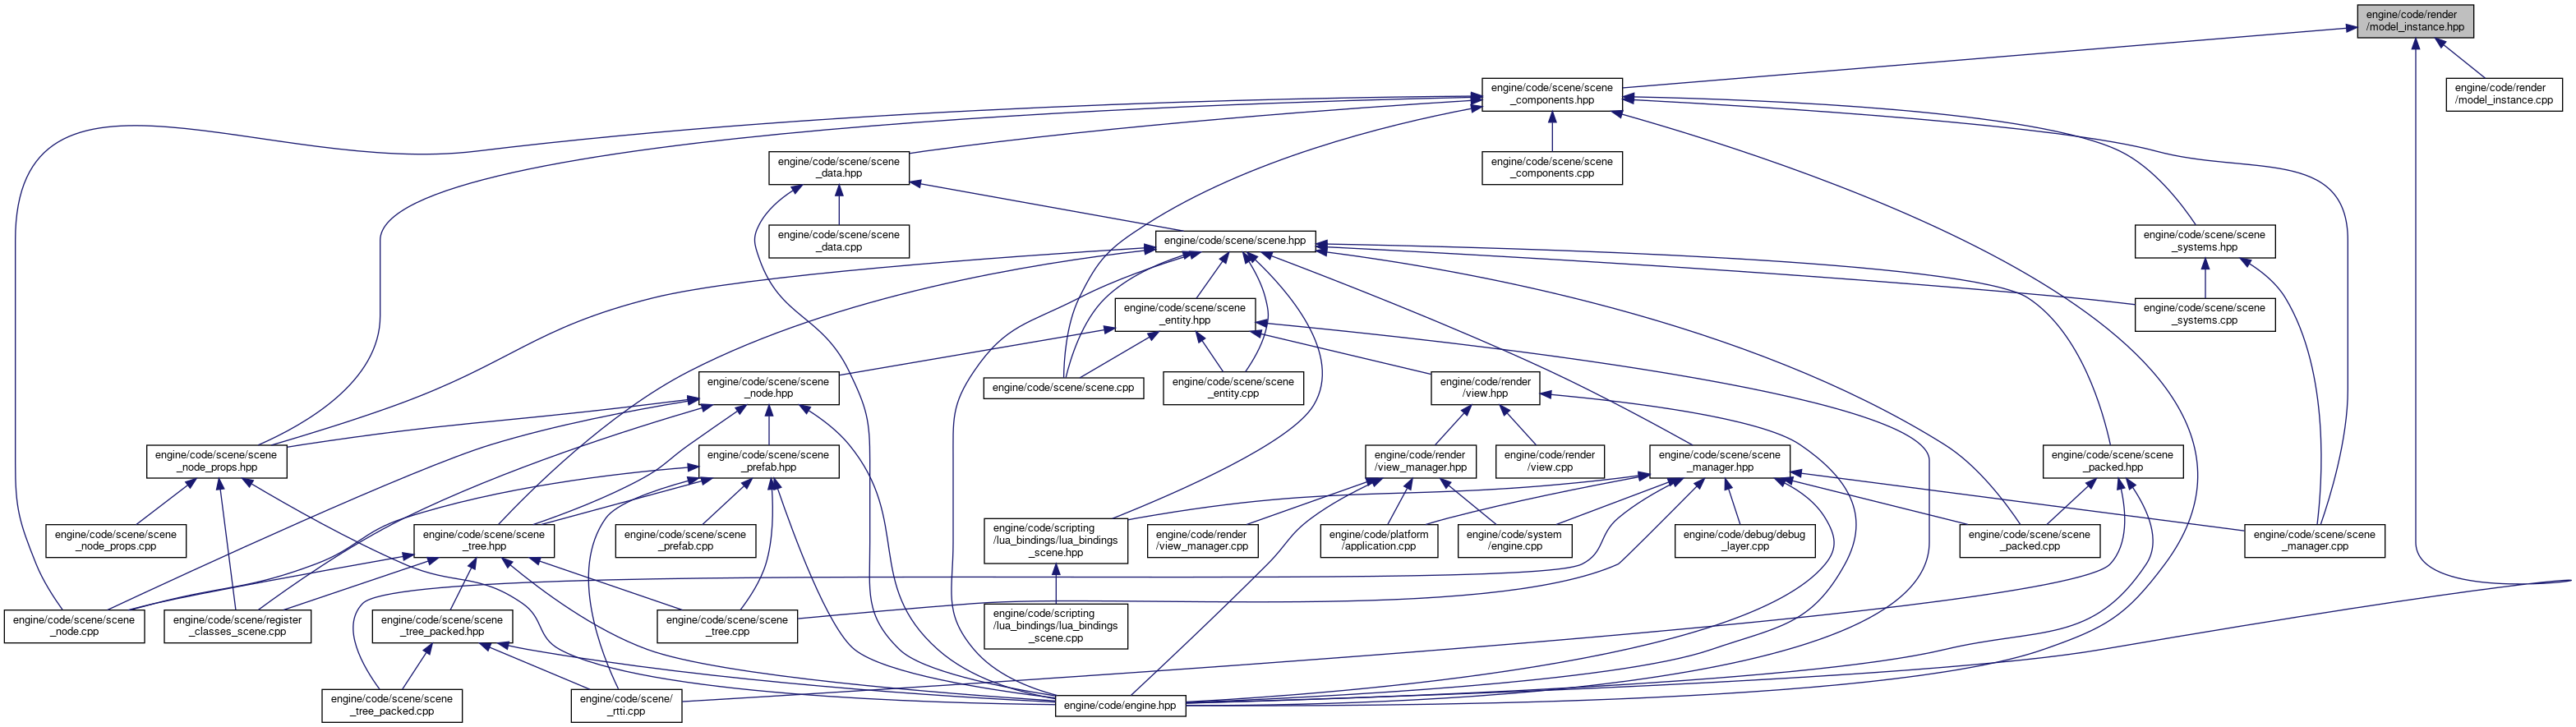 engine/code/render
/model_instance.hpp
engine/code/scene/scene
_components.hpp
engine/code/render
/model_instance.cpp
engine/code/scene/scene
_data.hpp
engine/code/scene/scene
_components.cpp
engine/code/scene/scene
_data.cpp
engine/code/scene/scene.hpp
engine/code/scene/scene
_systems.hpp
engine/code/scene/scene
_entity.hpp
engine/code/scene/scene
_systems.cpp
engine/code/scene/scene
_node.hpp
engine/code/scene/scene.cpp
engine/code/scene/scene
_entity.cpp
engine/code/render
/view.hpp
engine/code/scene/scene
_node_props.hpp
engine/code/scene/scene
_prefab.hpp
engine/code/render
/view_manager.hpp
engine/code/render
/view.cpp
engine/code/scene/scene
_manager.hpp
engine/code/scene/scene
_packed.hpp
engine/code/scene/scene
_node_props.cpp
engine/code/scene/scene
_tree.hpp
engine/code/scene/scene
_prefab.cpp
engine/code/scripting
/lua_bindings/lua_bindings
_scene.hpp
engine/code/render
/view_manager.cpp
engine/code/platform
/application.cpp
engine/code/system
/engine.cpp
engine/code/debug/debug
_layer.cpp
engine/code/scene/scene
_packed.cpp
engine/code/scene/scene
_manager.cpp
engine/code/scene/scene
_node.cpp
engine/code/scene/register
_classes_scene.cpp
engine/code/scene/scene
_tree_packed.hpp
engine/code/scene/scene
_tree.cpp
engine/code/scripting
/lua_bindings/lua_bindings
_scene.cpp
engine/code/scene/scene
_tree_packed.cpp
engine/code/scene/
_rtti.cpp
engine/code/engine.hpp